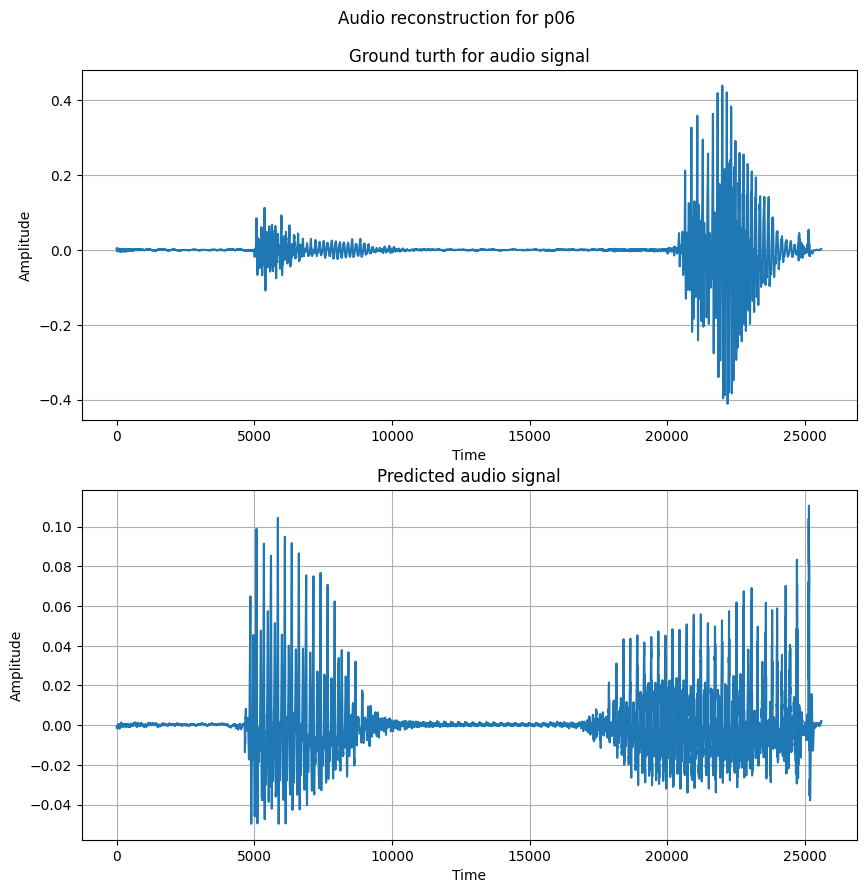 Audio reconstruction for p06
Ground turth for audio signal
0.4
0.2
0.0
−0.2
−0.4
Amplitude
0 5000 10000 15000 20000 25000
Time
Predicted audio signal
0.10
0.08
0.06
0.04
0.02
0.00
−0.02
−0.04
Amplitude
0 5000 10000 15000 20000 25000
Time